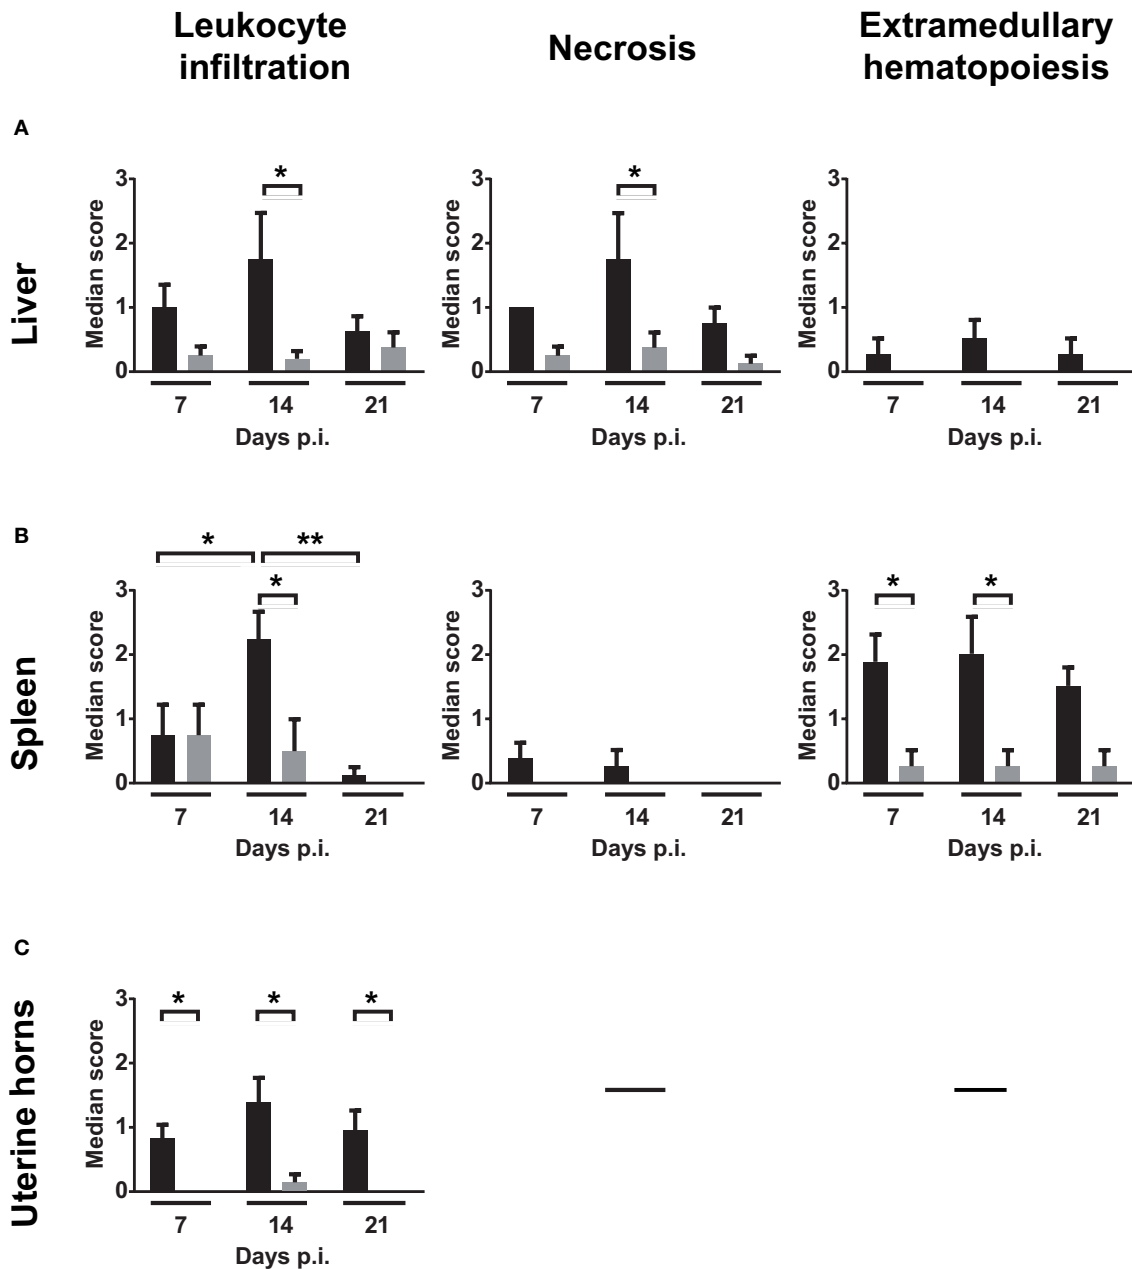 Leukocyte
infiltration
Necrosis
Extramedullary
hematopoiesis
A
Liver
Median score
3
2
1
0
*
7 14 21
Days p.i.
Median score
3
2
1
0
*
7 14 21
Days p.i.
Median score
3
2
1
0
7 14 21
Days p.i.
B
Spleen
Median score
3
2
1
0
* **
*
7 14 21
Days p.i.
Median score
3
2
1
0
7 14 21
Days p.i.
Median score
3
2
1
0
* *
7 14 21
Days p.i.
C
Uterine horns
Median score
3
2
1
0
* * *
7 14 21
Days p.i.